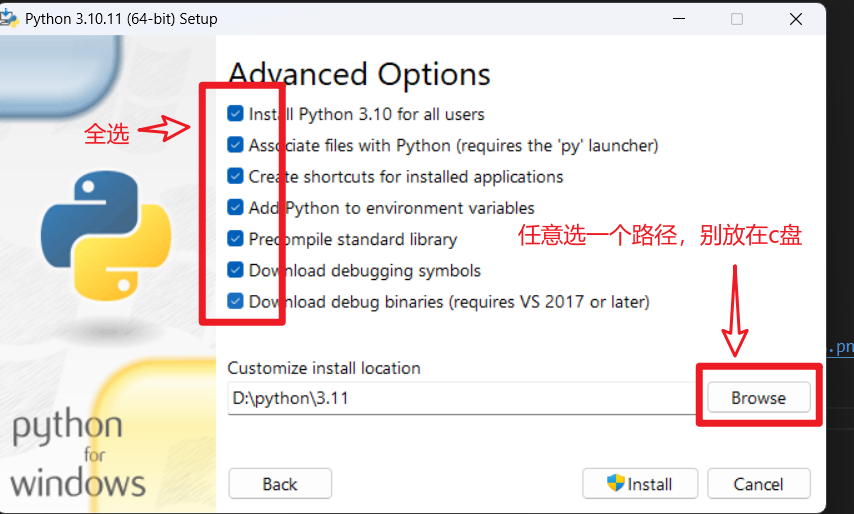 Python 3.10.11 (64-bit) Setup
Advanced Options
Install Python 3.10 for all users
全选
Associate files with Python (requires the 'py' launcher)
Create shortcuts for installed applications
Add Python to environment variables
任意选一个路径，别放在c盘
Precompile standard library
Download debugging symbols
Download debug binaries (requires VS 2017 or later)
Customize install location
D:\python\3.11
Browse
python
for
windows
Back
Install
Cancel